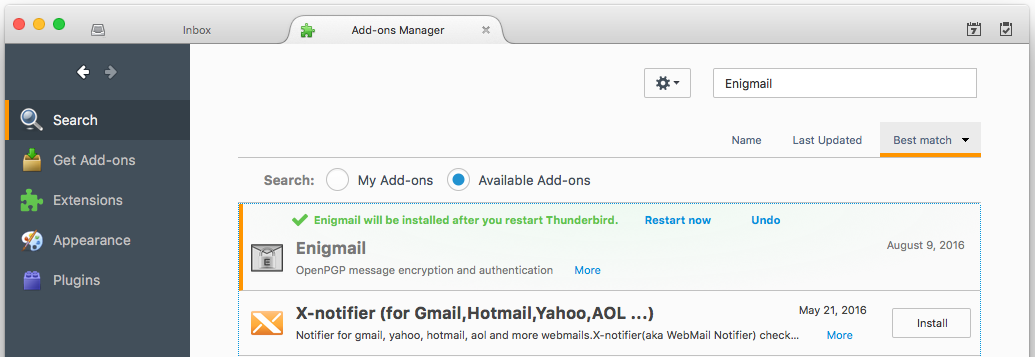 Inbox
Add-ons Manager
7
Enigmail
Search
Name Last Updated Best match
Get Add-ons
Search: My Add-ons Available Add-ons
Extensions
Enigmail will be installed after you restart Thunderbird. Restart now Undo
Appearance
Enigmail August 9, 2016
OpenPGP message encryption and authentication More
Plugins
X-notifier (for Gmail,Hotmail,Yahoo,AOL ...) May 21, 2016
Install
Notifier for gmail, yahoo, hotmail, aol and more webmails.X-notifier(aka WebMail Notifier) check... More